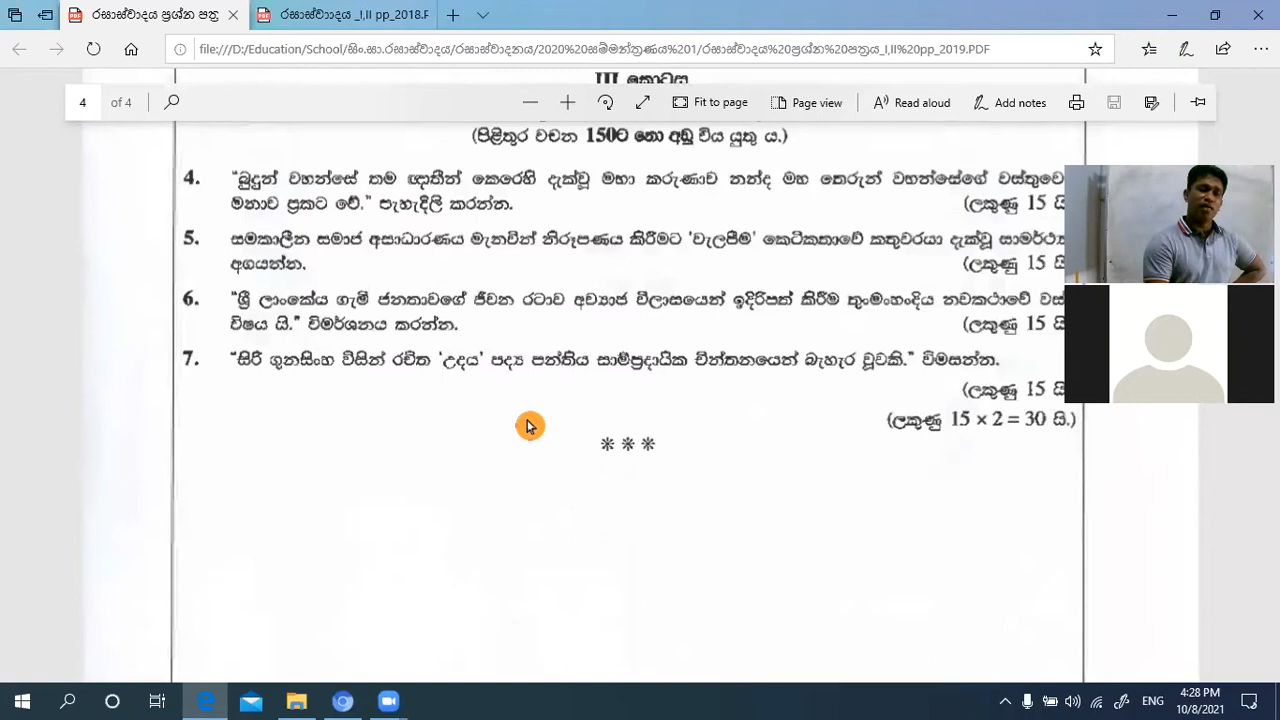 රසාස්වාදය ප්‍රශ්න පත්‍ර
රසාස්වාදය _I,II pp_2018.P
file:///D:/Education/School/සිං.සා.රසාස්වාදය/රසාස්වාදනය/2020%20සම්මන්ත්‍රණය%201/රසාස්වාදය%20ප්‍රශ්න%20පත්‍රය_I,II%20pp_2019.PDF
III කොටස
4 of 4 Fit to page Page view Read aloud Add notes
(පිළිතුර වචන 150ට නො අඩු විය යුතු ය.)
4. “බුදුන් වහන්සේ තම ඥාතීන් කෙරෙහි දැක්වූ මහා කරුණාව නන්ද මහ තෙරුන් වහන්සේගේ වස්තුවෙ
මනාව ප්‍රකට වේ.” පැහැදිලි කරන්න. (ලකුණු 15 යි
5. සමකාලීන සමාජ අසාධාරණය මැනවින් නිරූපණය කිරීමට ‘වැලපීම’ කෙටිකතාවේ කතුවරයා දැක්වූ සාමර්ථ්‍ය
අගයන්න. (ලකුණු 15 යි
6. “ශ්‍රී ලාංකේය ගැමි ජනතාවගේ ජීවන රටාව අව්‍යාජ විලාසයෙන් ඉදිරිපත් කිරීම තුංමංහංදිය නවකථාවේ වස්
විෂය යි.” විමර්ශනය කරන්න. (ලකුණු 15 යි
7. “සිරි ගුනසිංහ විසින් රචිත ‘උදය’ පද්‍ය පන්තිය සාම්ප්‍රදායික චින්තනයෙන් බැහැර වූවකි.” විමසන්න.
(ලකුණු 15 යි
(ලකුණු 15 × 2 = 30 යි.)
ENG
4:28 PM
10/8/2021